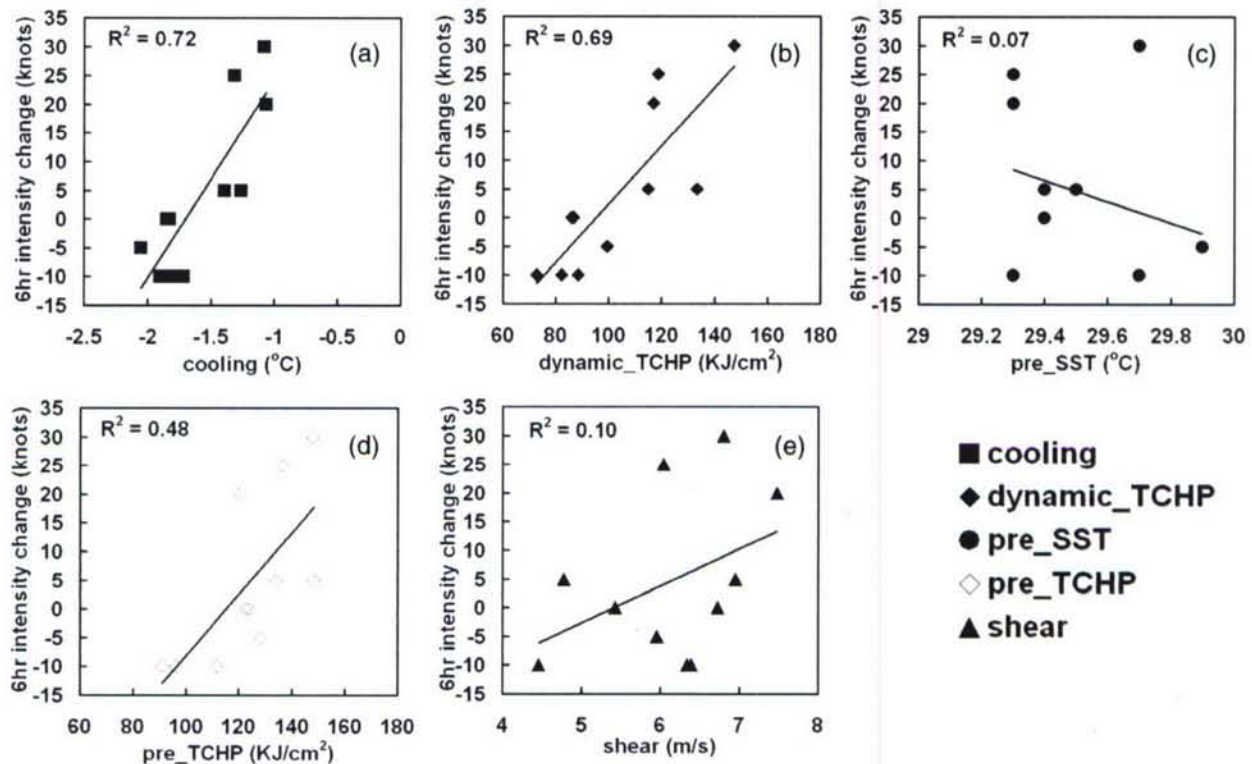 R² = 0.72
(a)
6hr intensity change (knots)
35
30
25
20
15
10
5
0
-5
-10
-15
-2.5 -2 -1.5 -1 -0.5 0
cooling (°C)
R² = 0.69
(b)
6hr intensity change (knots)
35
30
25
20
15
10
5
0
-5
-10
-15
60 80 100 120 140 160 180
dynamic_TCHP (KJ/cm²)
R² = 0.07
(c)
6hr intensity change (knots)
35
30
25
20
15
10
5
0
-5
-10
-15
29 29.2 29.4 29.6 29.8 30
pre_SST (°C)
R² = 0.48
(d)
6hr intensity change (knots)
35
30
25
20
15
10
5
0
-5
-10
-15
60 80 100 120 140 160 180
pre_TCHP (KJ/cm²)
R² = 0.10
(e)
6hr intensity change (knots)
35
30
25
20
15
10
5
0
-5
-10
-15
4 5 6 7 8
shear (m/s)
cooling
dynamic_TCHP
pre_SST
pre_TCHP
shear